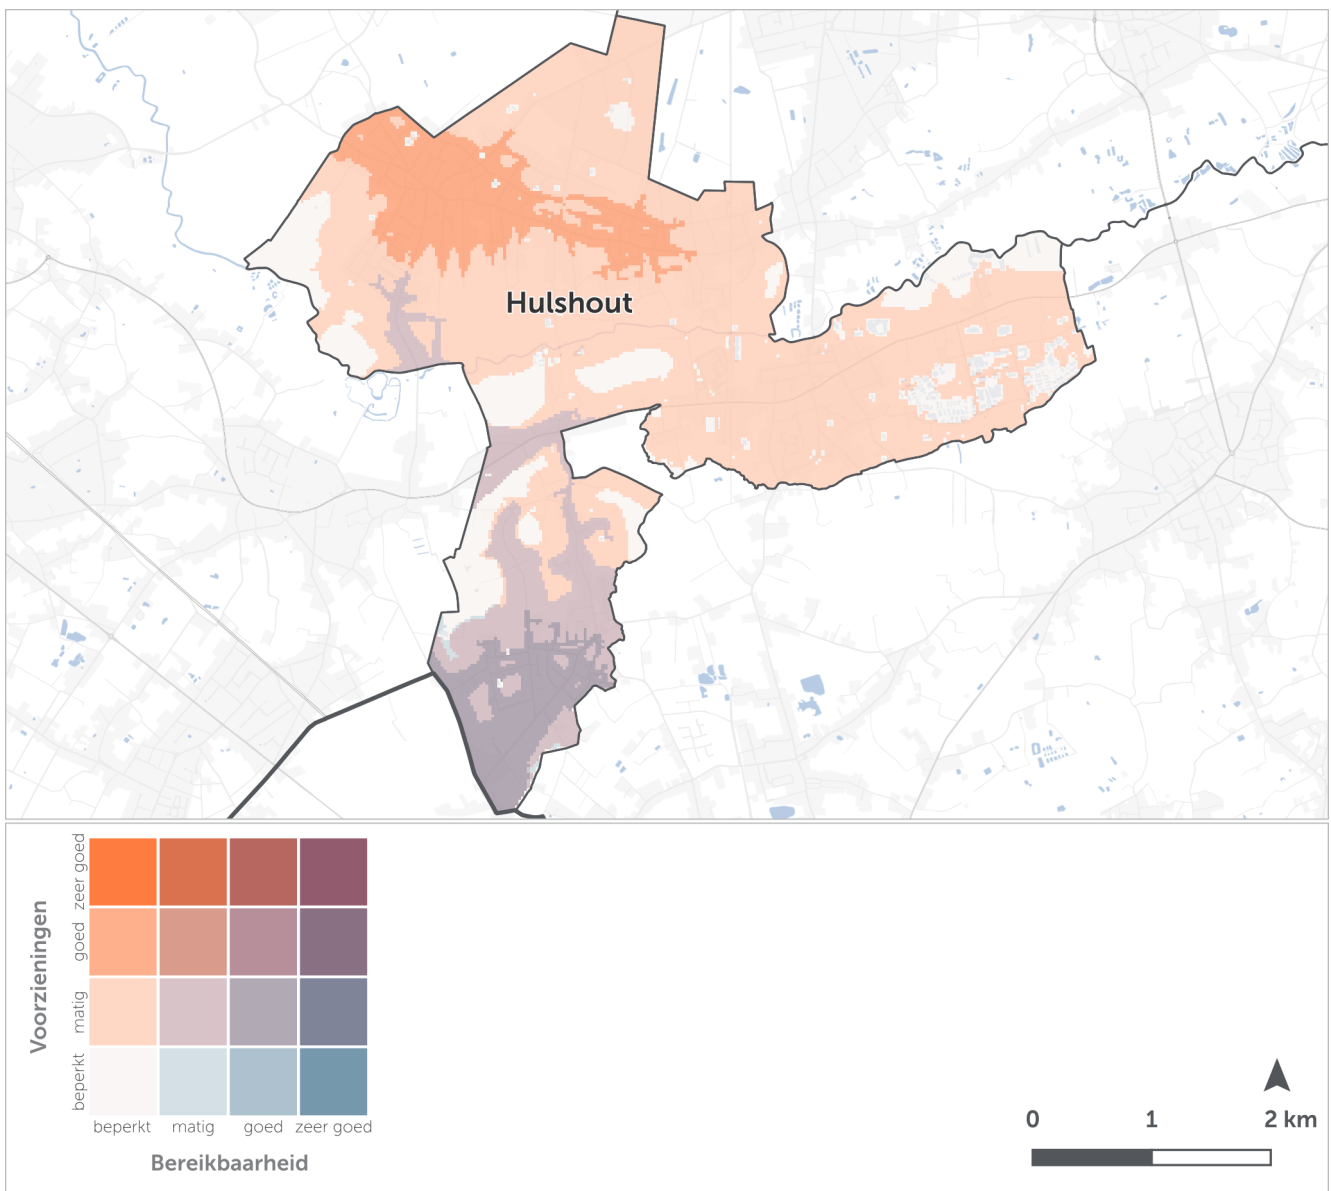 Hulshout
Voorzieningen
zeer goed
goed
matig
beperkt
beperkt matig goed zeer goed
Bereikbaarheid
0 1 2 km